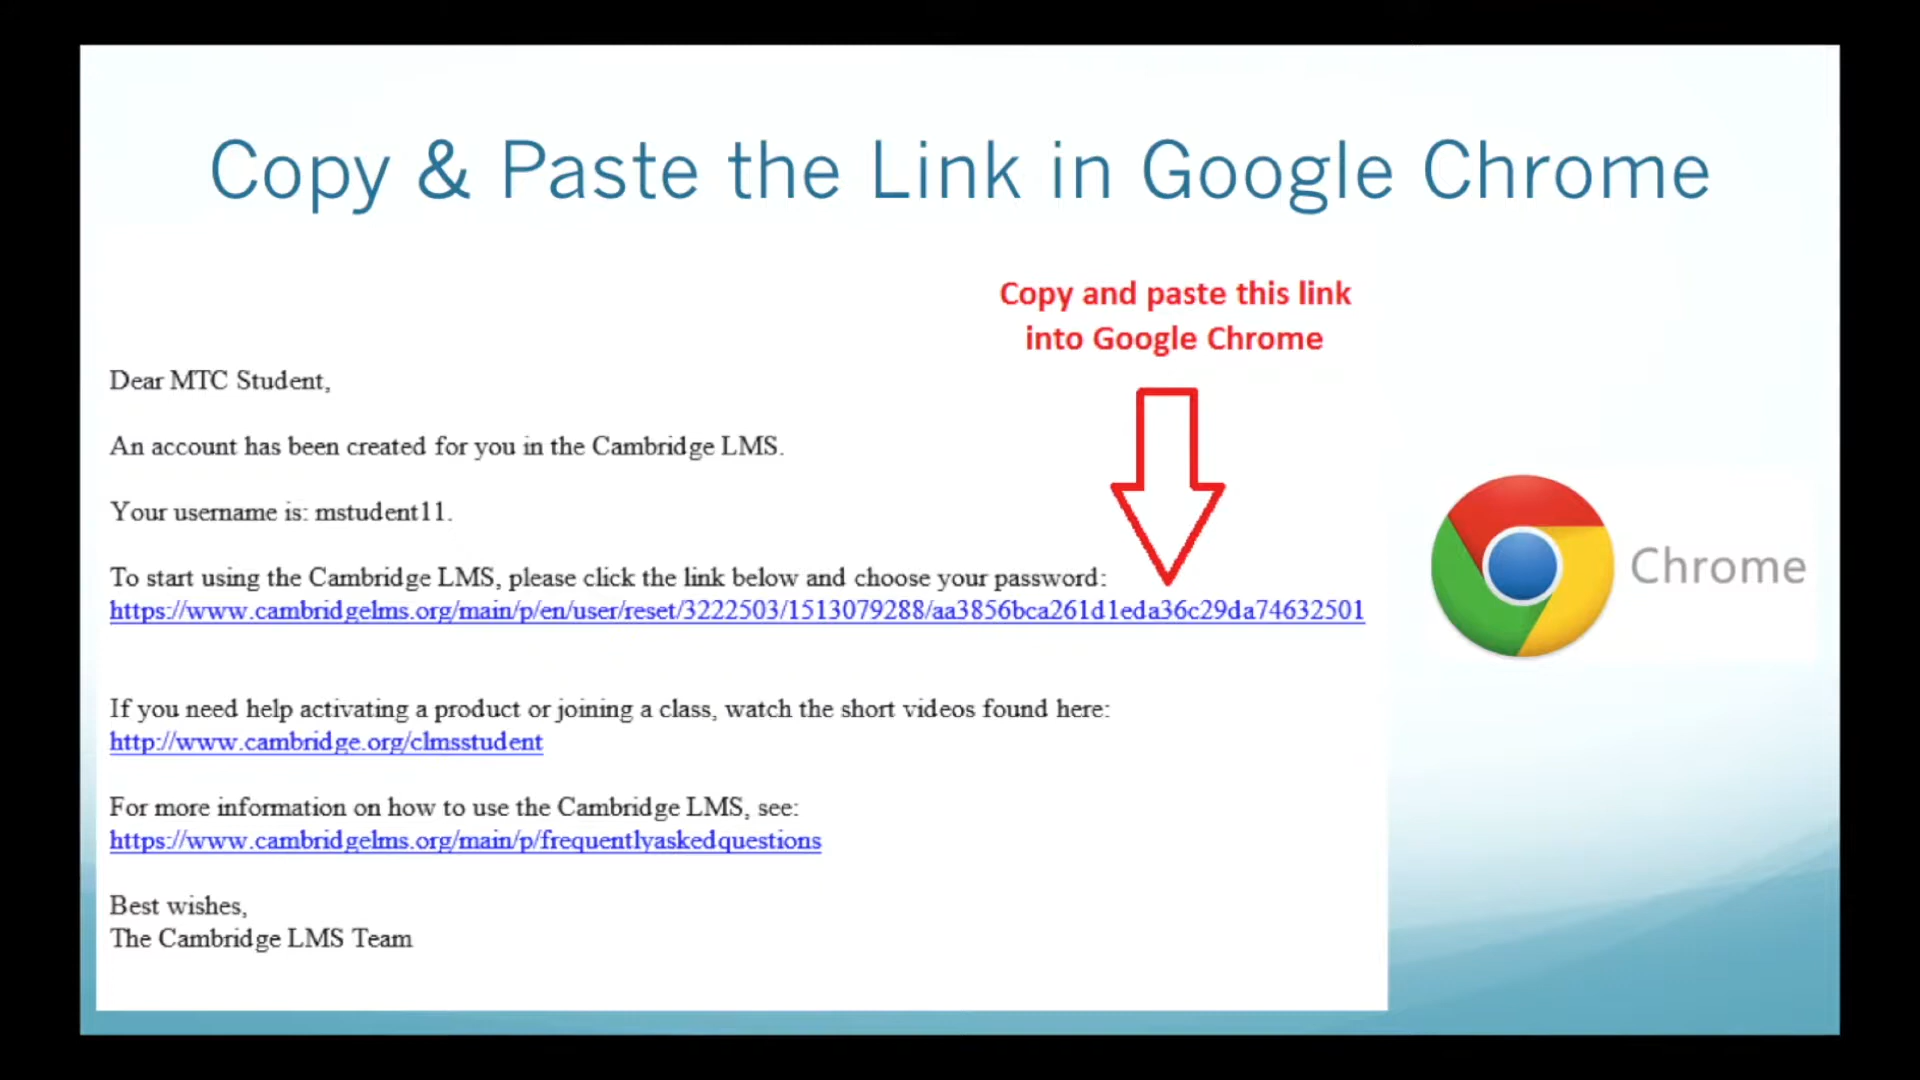 Copy & Paste the Link in Google Chrome
Copy and paste this link
into Google Chrome
Dear MTC Student,
An account has been created for you in the Cambridge LMS.
Your username is: mstudent11.
To start using the Cambridge LMS, please click the link below and choose your password:
https://www.cambridgelms.org/main/p/en/user/reset/3222503/1513079288/aa3856bca261d1eda36c29da74632501
Chrome
If you need help activating a product or joining a class, watch the short videos found here:
http://www.cambridge.org/clmsstudent
For more information on how to use the Cambridge LMS, see:
https://www.cambridgelms.org/main/p/frequentlyaskedquestions
Best wishes,
The Cambridge LMS Team